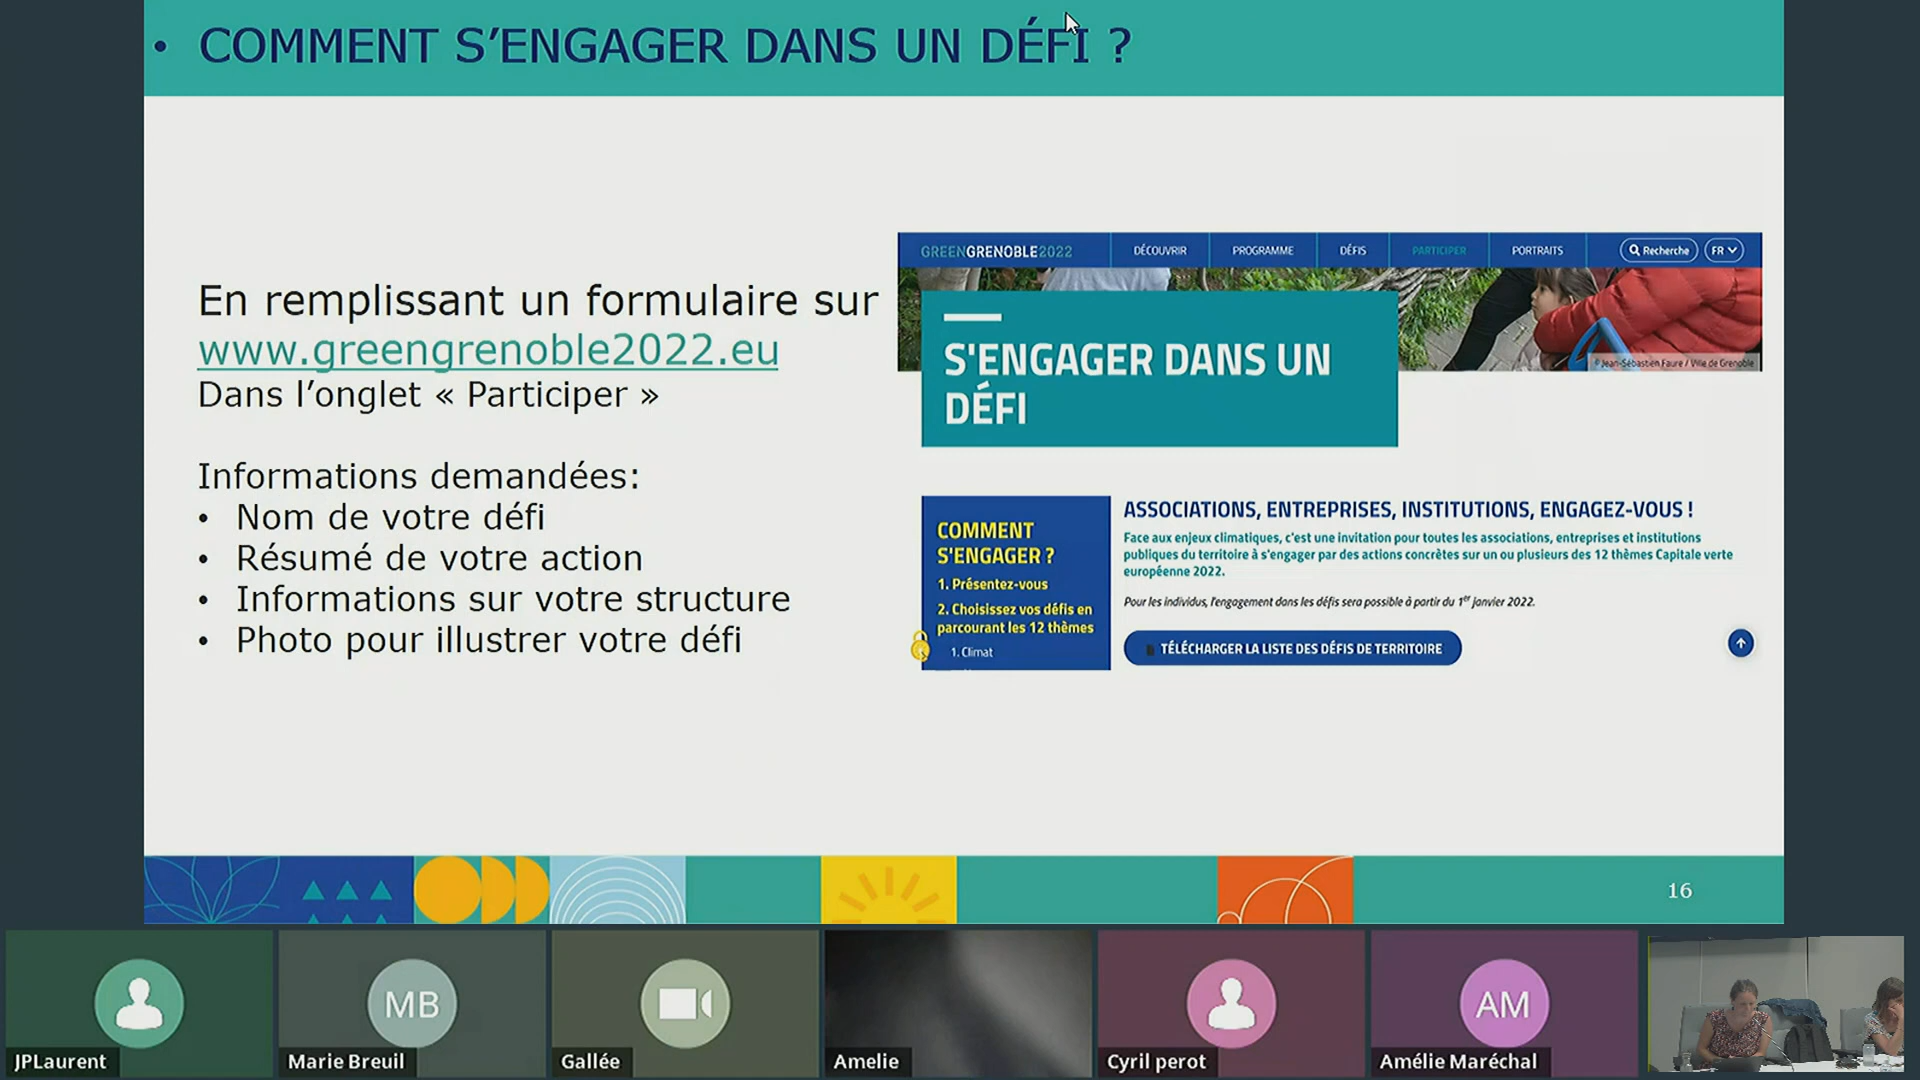 • COMMENT S’ENGAGER DANS UN DÉFI ?
En remplissant un formulaire sur
www.greengrenoble2022.eu
Dans l’onglet « Participer »
Informations demandées:
• Nom de votre défi
• Résumé de votre action
• Informations sur votre structure
• Photo pour illustrer votre défi
GREENGRENOBLE2022
DÉCOUVRIR
PROGRAMME
DÉFIS
PARTICIPER
PORTRAITS
Recherche
FR
© Jean-Sébastien Faure / Ville de Grenoble
S'ENGAGER DANS UN
DÉFI
COMMENT
S'ENGAGER ?
1. Présentez-vous
2. Choisissez vos défis en
parcourant les 12 thèmes
1. Climat
ASSOCIATIONS, ENTREPRISES, INSTITUTIONS, ENGAGEZ-VOUS !
Face aux enjeux climatiques, c'est une invitation pour toutes les associations, entreprises et institutions
publiques du territoire à s'engager par des actions concrètes sur un ou plusieurs des 12 thèmes Capitale verte
européenne 2022.
Pour les individus, l'engagement dans les défis sera possible à partir du 1er janvier 2022.
TÉLÉCHARGER LA LISTE DES DÉFIS DE TERRITOIRE
16
JPLaurent
MB
Marie Breuil
Gallée
Amelie
Cyril perot
AM
Amélie Maréchal